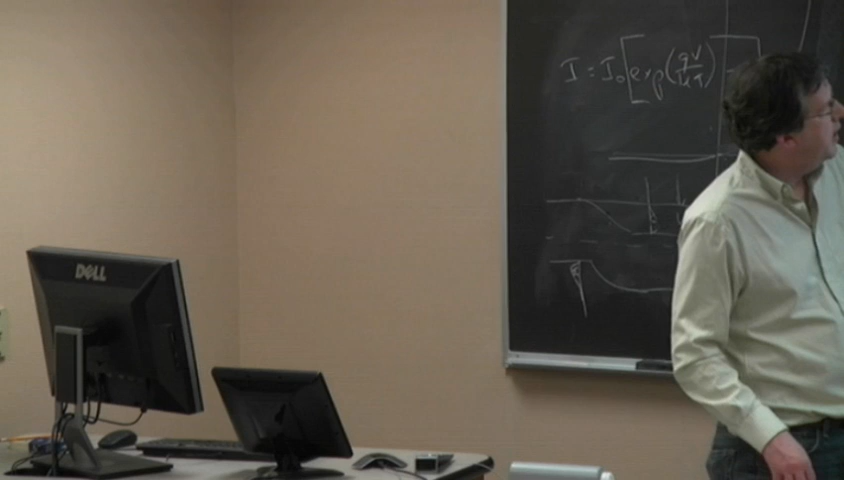 I = I₀[exp(qV/kT) -
DELL